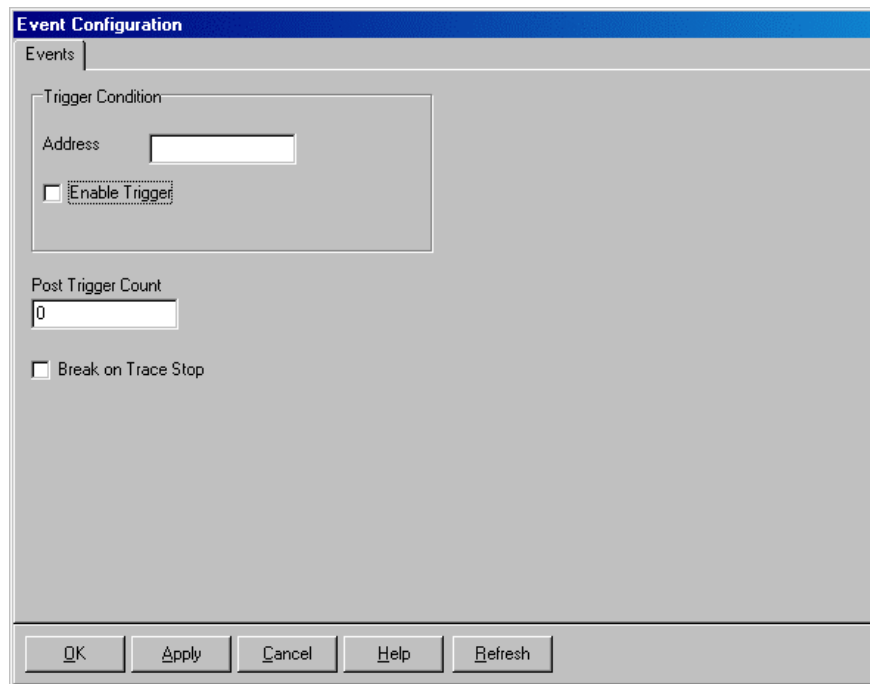 Event Configuration
Events
Trigger Condition
Address
Enable Trigger
Post Trigger Count
0
Break on Trace Stop
OK Apply Cancel Help Refresh